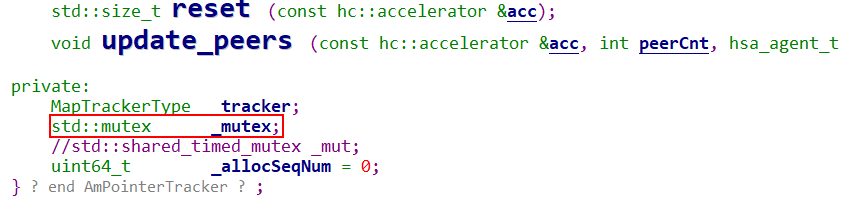 std::size_t reset (const hc::accelerator &acc);
void update_peers (const hc::accelerator &acc, int peerCnt, hsa_agent_t
private:
MapTrackerType _tracker;
std::mutex _mutex;
//std::shared_timed_mutex _mut;
uint64_t _allocSeqNum = 0;
} ? end AmPointerTracker ? ;